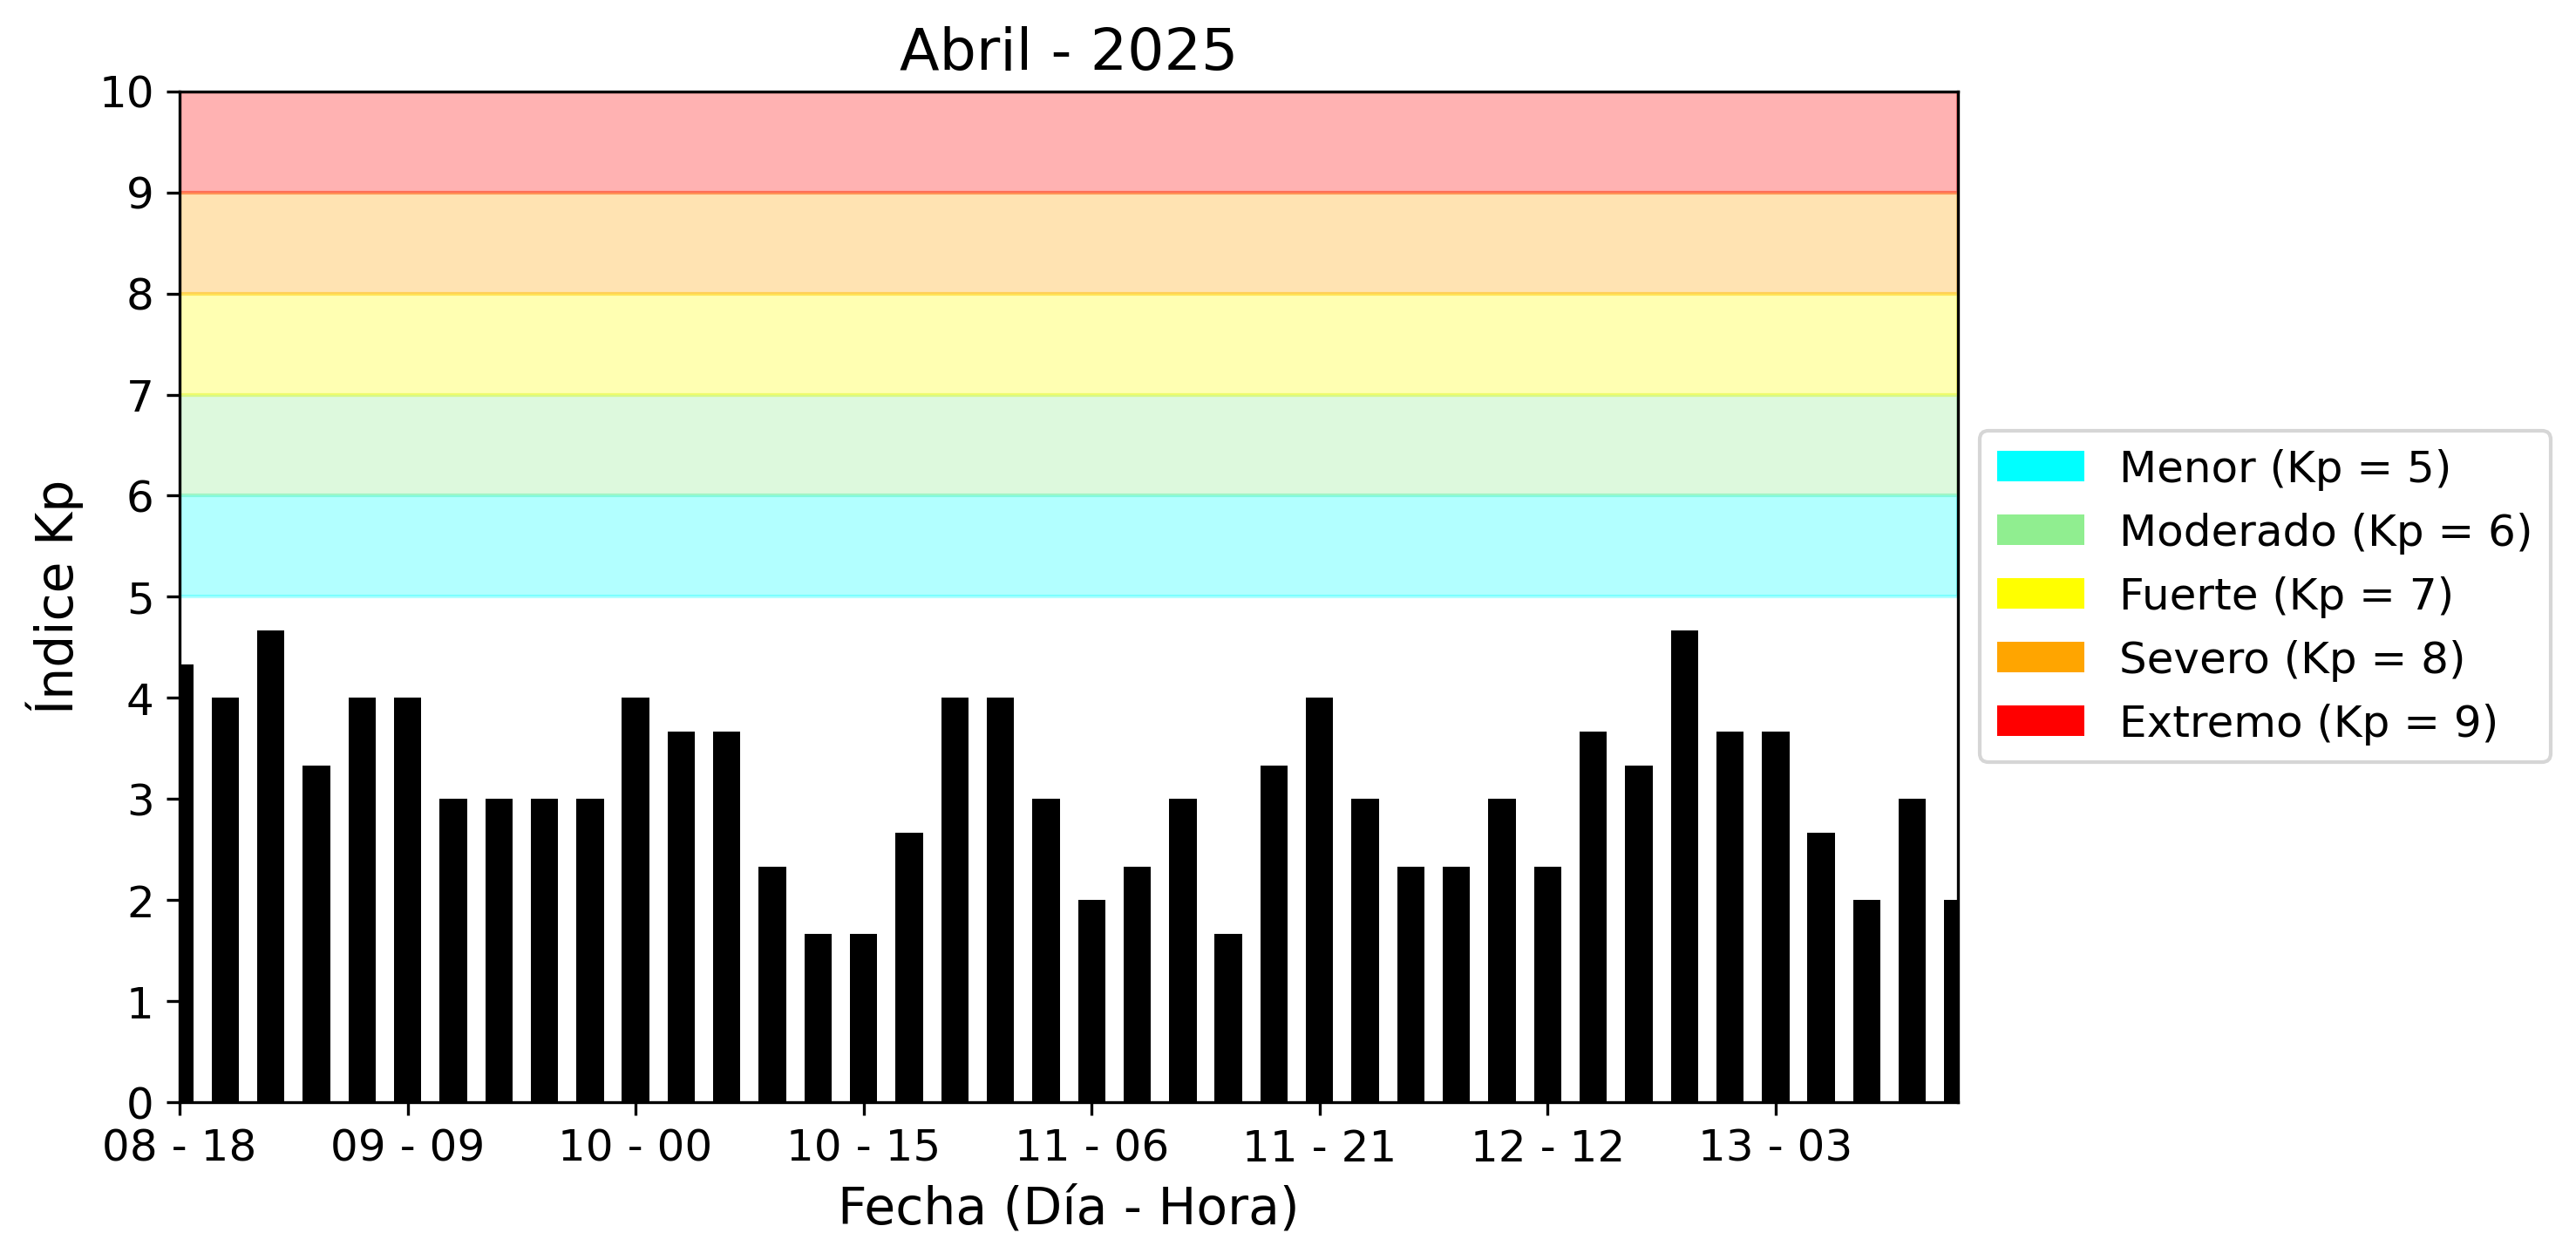 Abril - 2025
10
9
8
7
6
5
4
3
2
1
0
Índice Kp
08 - 18
09 - 09
10 - 00
10 - 15
11 - 06
11 - 21
12 - 12
13 - 03
Fecha (Día - Hora)
Menor (Kp = 5)
Moderado (Kp = 6)
Fuerte (Kp = 7)
Severo (Kp = 8)
Extremo (Kp = 9)